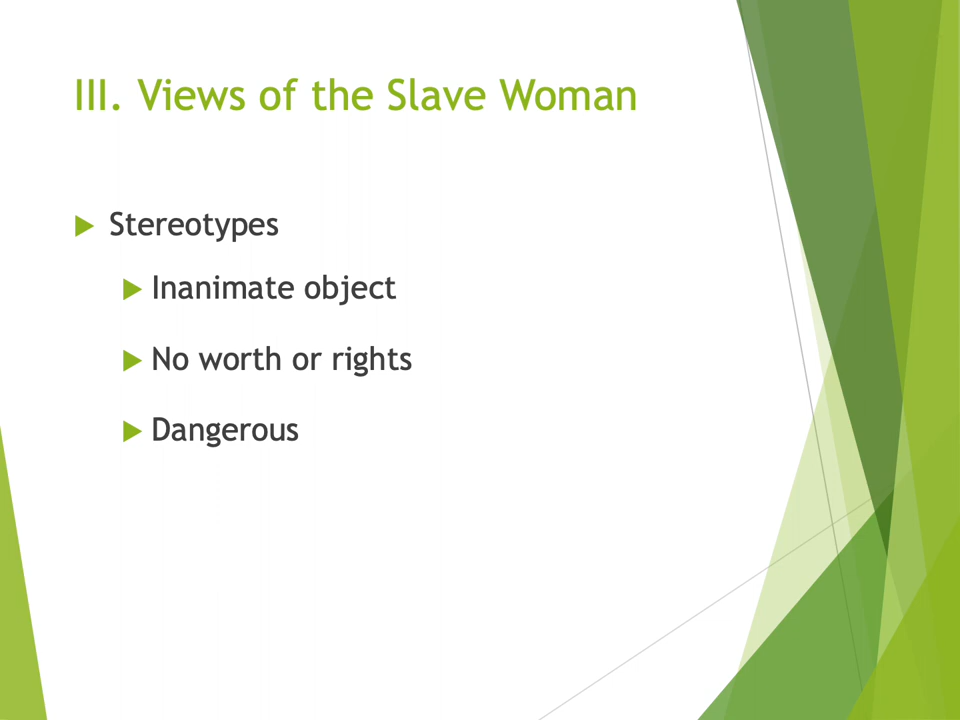 III. Views of the Slave Woman
Stereotypes
Inanimate object
No worth or rights
Dangerous